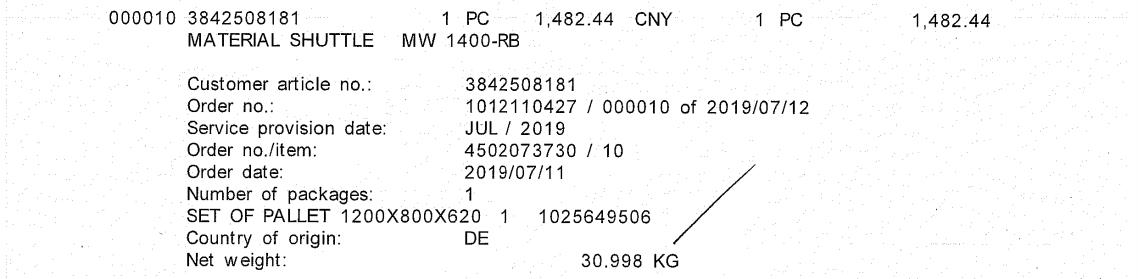 000010 3842508181 1 PC 1,482.44 CNY 1 PC 1,482.44
MATERIAL SHUTTLE MW 1400-RB
Customer article no.: 3842508181
Order no.: 1012110427 / 000010 of 2019/07/12
Service provision date: JUL / 2019
Order no./item: 4502073730 / 10
Order date: 2019/07/11
Number of packages: 1
SET OF PALLET 1200X800X620 1 1025649506
Country of origin: DE
Net weight: 30.998 KG